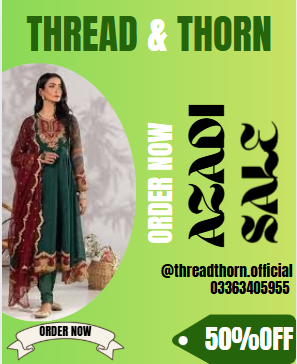 THREAD & THORN
ORDER NOW
AZADI
SALE
@threadthorn.official
03363405955
ORDER NOW
50%OFF